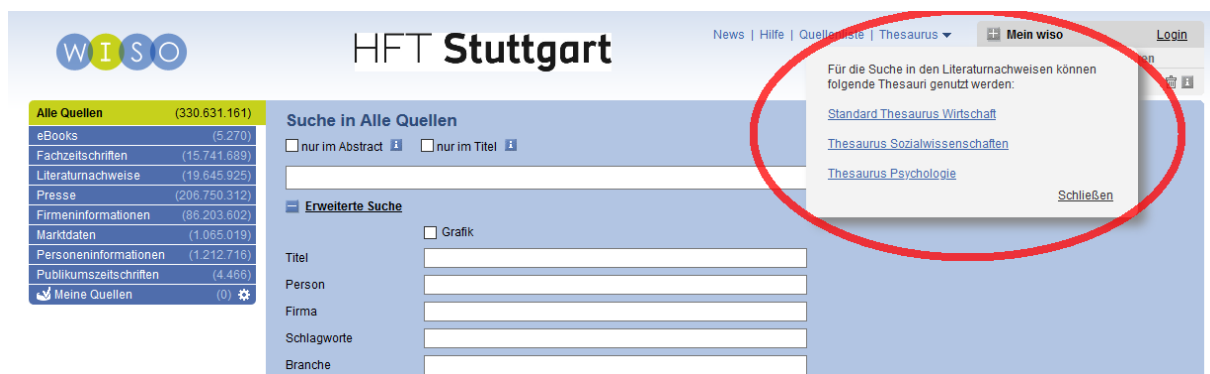 WISO
HFT Stuttgart
News | Hilfe | Quellenliste | Thesaurus
Mein wiso
Login
Für die Suche in den Literaturnachweisen können
folgende Thesauri genutzt werden:
Standard Thesaurus Wirtschaft
Thesaurus Sozialwissenschaften
Thesaurus Psychologie
Schließen
Alle Quellen (330.631.161)
eBooks (5.270)
Fachzeitschriften (15.741.689)
Literaturnachweise (19.645.925)
Presse (206.750.312)
Firmeninformationen (86.203.602)
Marktdaten (1.065.019)
Personeninformationen (1.212.716)
Publikumszeitschriften (4.466)
Meine Quellen (0)
Suche in Alle Quellen
nur im Abstract nur im Titel
Erweiterte Suche
Grafik
Titel
Person
Firma
Schlagworte
Branche